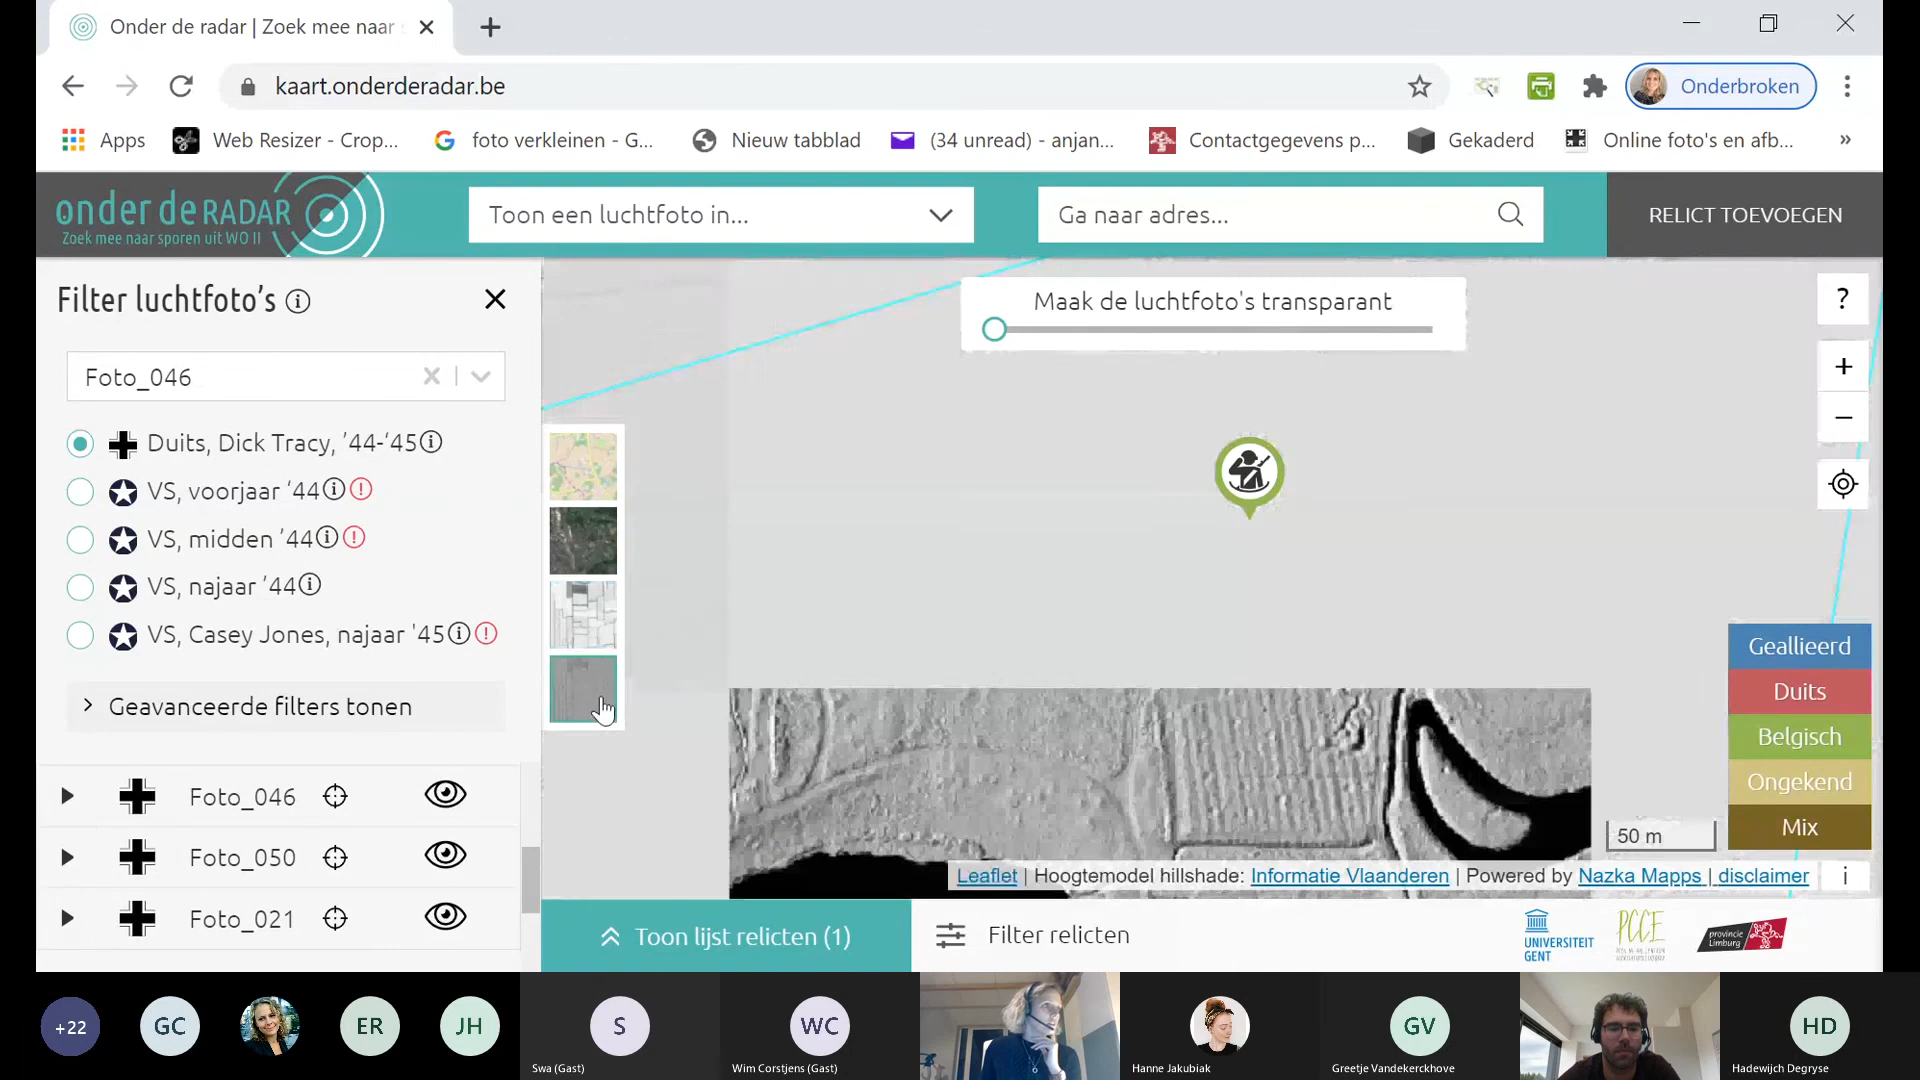 Onder de radar | Zoek mee naar s
kaart.onderderadar.be
Onderbroken
Apps
Web Resizer - Crop...
foto verkleinen - G...
Nieuw tabblad
(34 unread) - anjan...
Contactgegevens p...
Gekaderd
Online foto's en afb...
»
onder de RADAR
Zoek mee naar sporen uit WO II
Toon een luchtfoto in...
Ga naar adres...
RELICT TOEVOEGEN
Filter luchtfoto's
Maak de luchtfoto's transparant
?
+
−
Foto_046
Duits, Dick Tracy, ’44-‘45
VS, voorjaar ‘44
VS, midden ’44
VS, najaar ’44
VS, Casey Jones, najaar '45
Geavanceerde filters tonen
Foto_046
Foto_050
Foto_021
Geallieerd
Duits
Belgisch
Ongekend
Mix
50 m
Leaflet | Hoogtemodel hillshade: Informatie Vlaanderen | Powered by Nazka Mapps | disclaimer
i
Toon lijst relicten (1)
Filter relicten
UNIVERSITEIT
GENT
PCCE
provincie
Limburg
+22
GC
ER
JH
S
Swa (Gast)
WC
Wim Corstjens (Gast)
Hanne Jakubiak
GV
Greetje Vandekerckhove
HD
Hadewijch Degryse